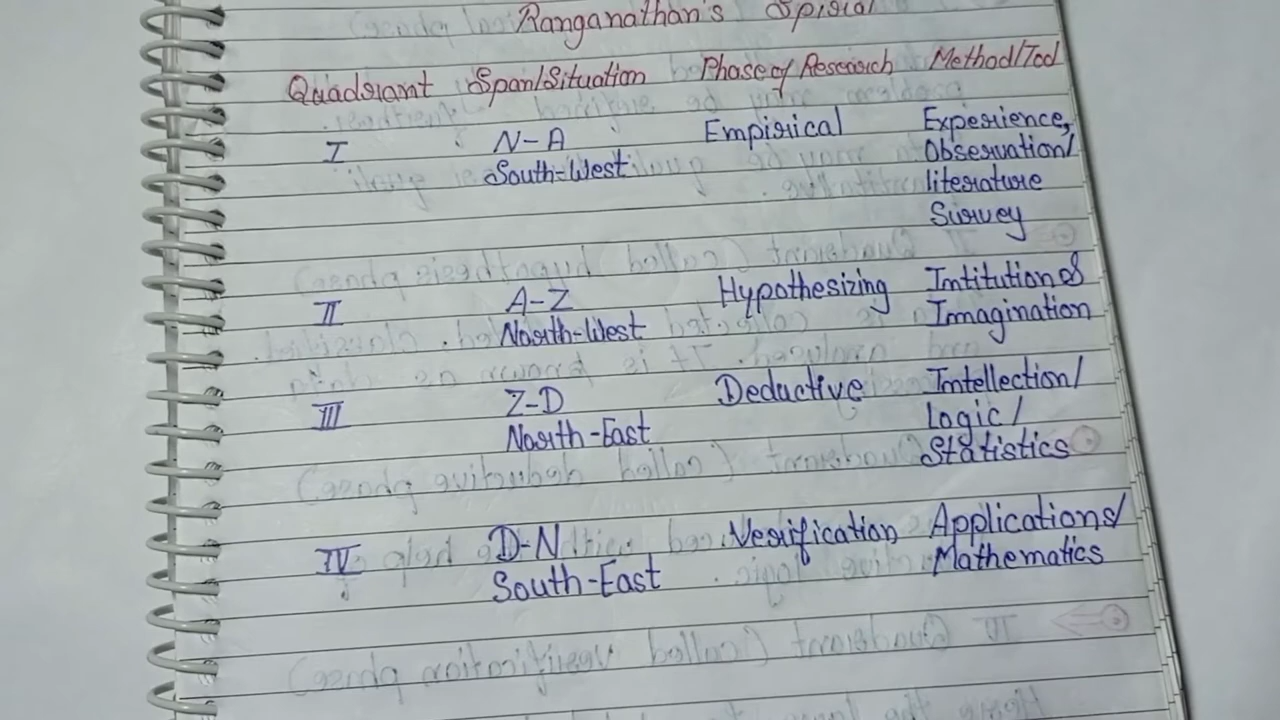 Ranganathan's Spiral
Quadrant Span/Situation Phase of Research Method/Tool
I N-A Empirical Experience,
South-West Observation/
literature
Survey
II A-Z Hypothesizing Intitution &
North-West Imagination
III Z-D Deductive Intellection/
North-East Logic/
Statistics
IV D-N Verification Applications/
South-East Mathematics